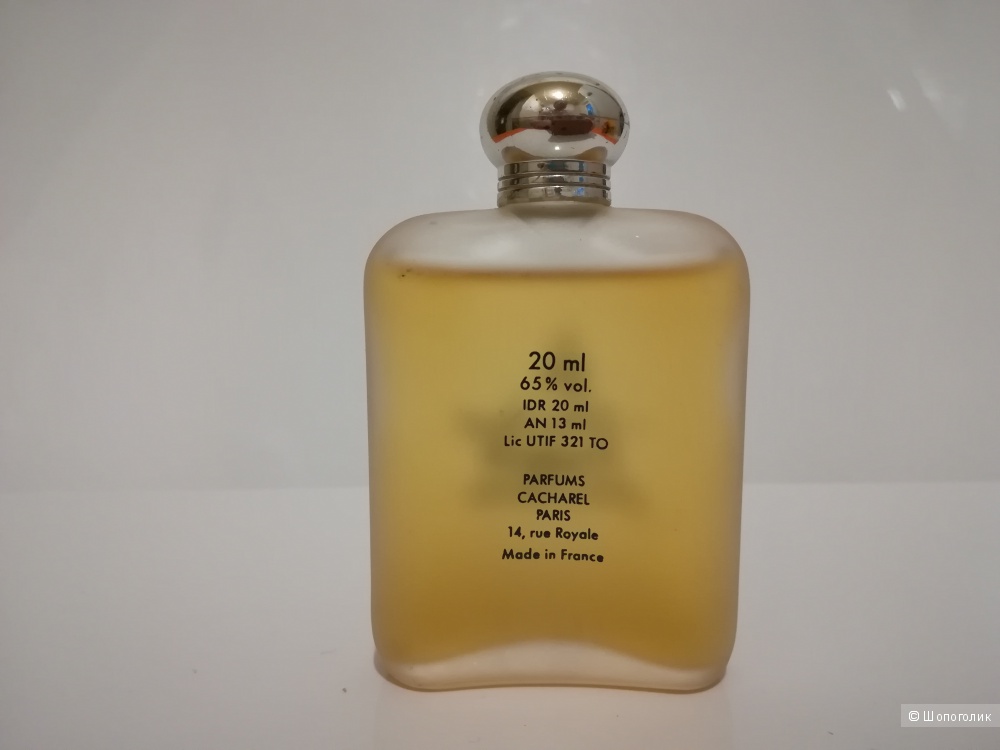 20 ml
65% vol.
IDR 20 ml
AN 13 ml
Lic UTIF 321 TO
PARFUMS
CACHAREL
PARIS
14, rue Royale
Made in France
© Шопоголик